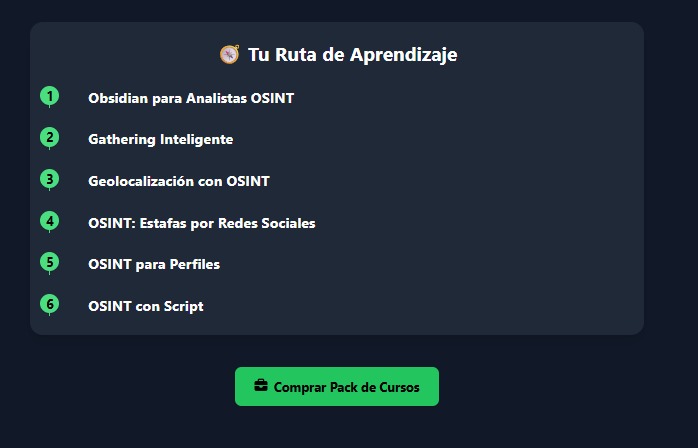 Tu Ruta de Aprendizaje
1 Obsidian para Analistas OSINT
2 Gathering Inteligente
3 Geolocalización con OSINT
4 OSINT: Estafas por Redes Sociales
5 OSINT para Perfiles
6 OSINT con Script
Comprar Pack de Cursos